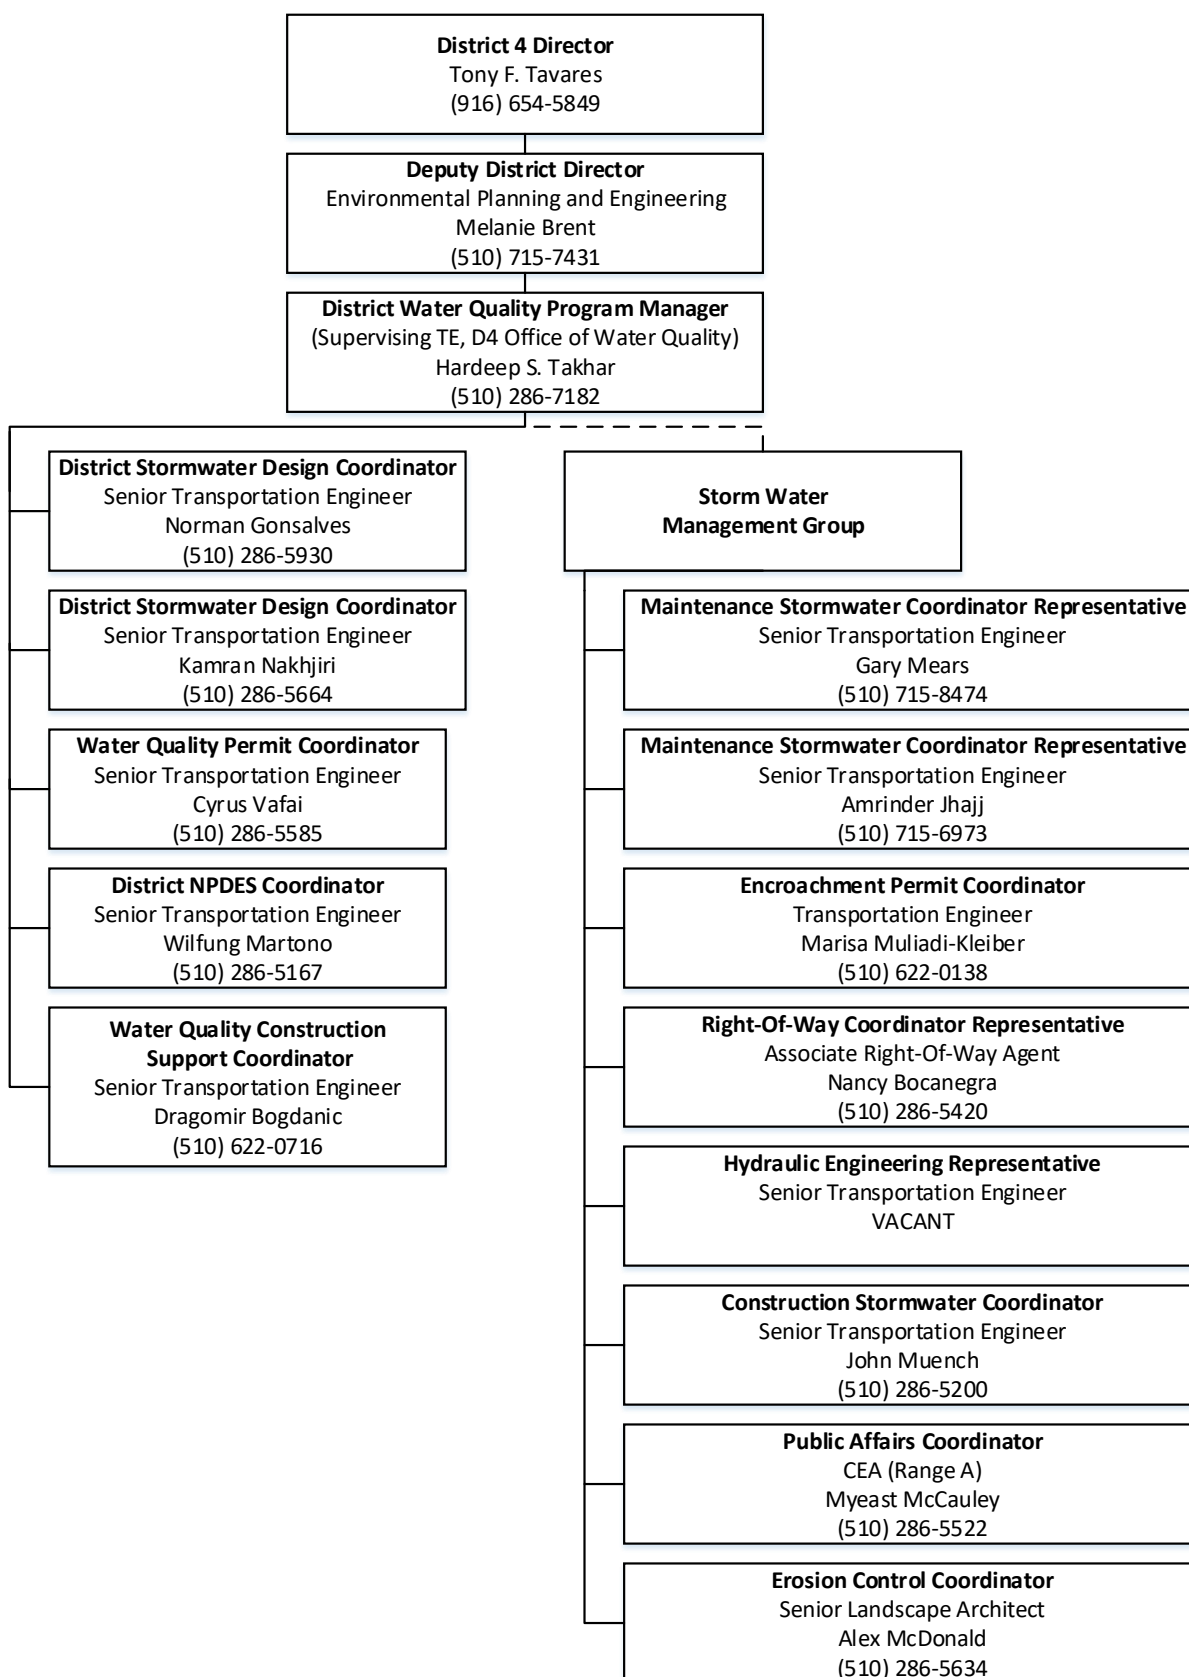 District 4 Director
Tony F. Tavares
(916) 654-5849
Deputy District Director
Environmental Planning and Engineering
Melanie Brent
(510) 715-7431
District Water Quality Program Manager
(Supervising TE, D4 Office of Water Quality)
Hardeep S. Takhar
(510) 286-7182
District Stormwater Design Coordinator
Senior Transportation Engineer
Norman Gonsalves
(510) 286-5930
District Stormwater Design Coordinator
Senior Transportation Engineer
Kamran Nakhjiri
(510) 286-5664
Water Quality Permit Coordinator
Senior Transportation Engineer
Cyrus Vafai
(510) 286-5585
District NPDES Coordinator
Senior Transportation Engineer
Wilfung Martono
(510) 286-5167
Water Quality Construction
Support Coordinator
Senior Transportation Engineer
Dragomir Bogdanic
(510) 622-0716
Storm Water
Management Group
Maintenance Stormwater Coordinator Representative
Senior Transportation Engineer
Gary Mears
(510) 715-8474
Maintenance Stormwater Coordinator Representative
Senior Transportation Engineer
Amrinder Jhajj
(510) 715-6973
Encroachment Permit Coordinator
Transportation Engineer
Marisa Muliadi-Kleiber
(510) 622-0138
Right-Of-Way Coordinator Representative
Associate Right-Of-Way Agent
Nancy Bocanegra
(510) 286-5420
Hydraulic Engineering Representative
Senior Transportation Engineer
VACANT
Construction Stormwater Coordinator
Senior Transportation Engineer
John Muench
(510) 286-5200
Public Affairs Coordinator
CEA (Range A)
Myeast McCauley
(510) 286-5522
Erosion Control Coordinator
Senior Landscape Architect
Alex McDonald
(510) 286-5634